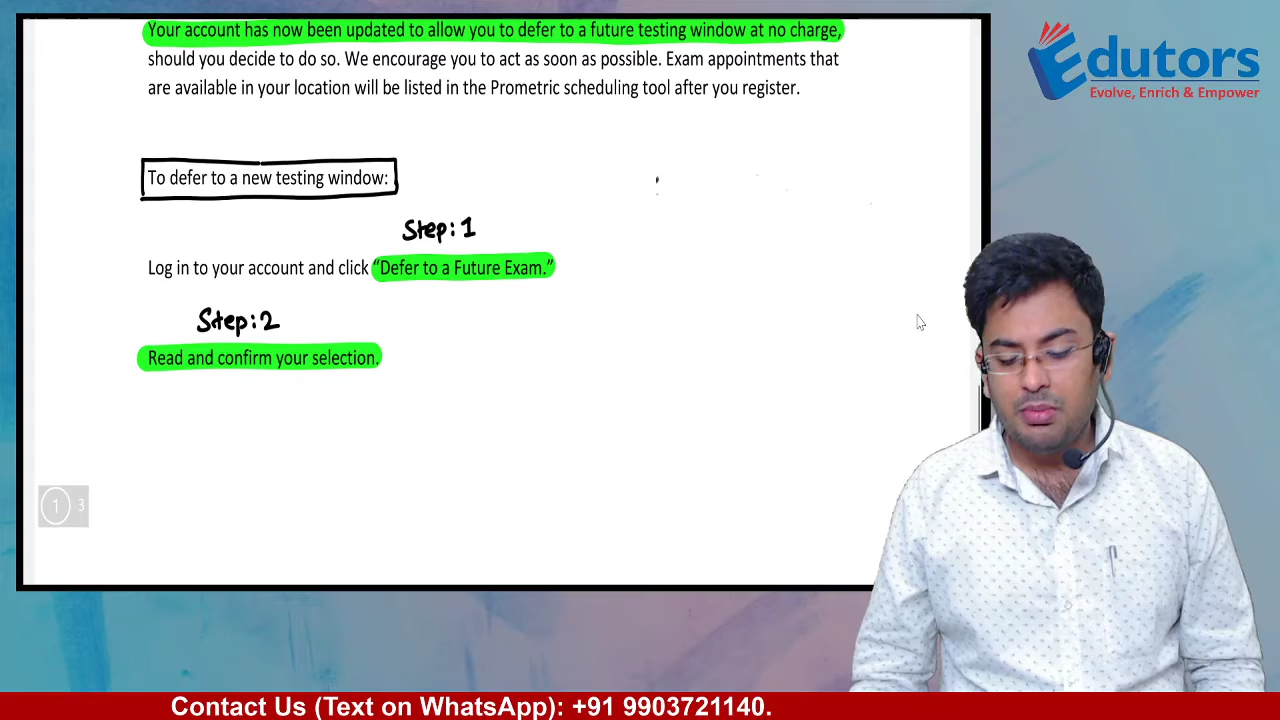 Your account has now been updated to allow you to defer to a future testing window at no charge,
should you decide to do so. We encourage you to act as soon as possible. Exam appointments that
are available in your location will be listed in the Prometric scheduling tool after you register.
Edutors
Evolve, Enrich & Empower
To defer to a new testing window:
Step: 1
Log in to your account and click “Defer to a Future Exam.”
Step: 2
Read and confirm your selection.
1 3
Contact Us (Text on WhatsApp): +91 9903721140.